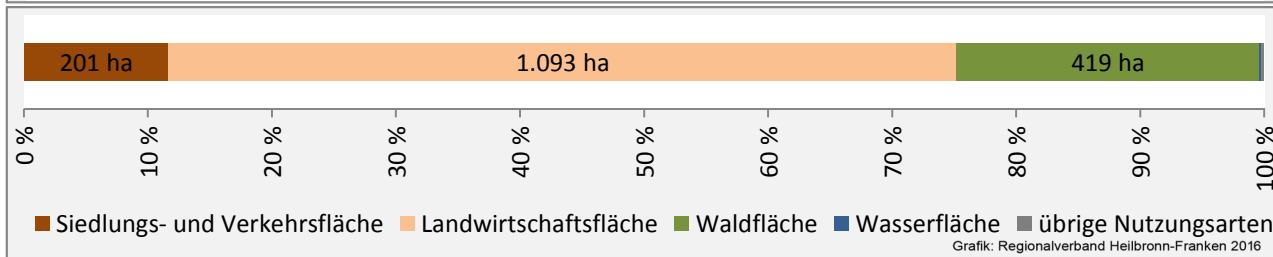 201 ha 1.093 ha 419 ha
0 % 10 % 20 % 30 % 40 % 50 % 60 % 70 % 80 % 90 % 100 %
Siedlungs- und Verkehrsfläche Landwirtschaftsfläche Waldfläche Wasserfläche übrige Nutzungsarten
Grafik: Regionalverband Heilbronn-Franken 2016